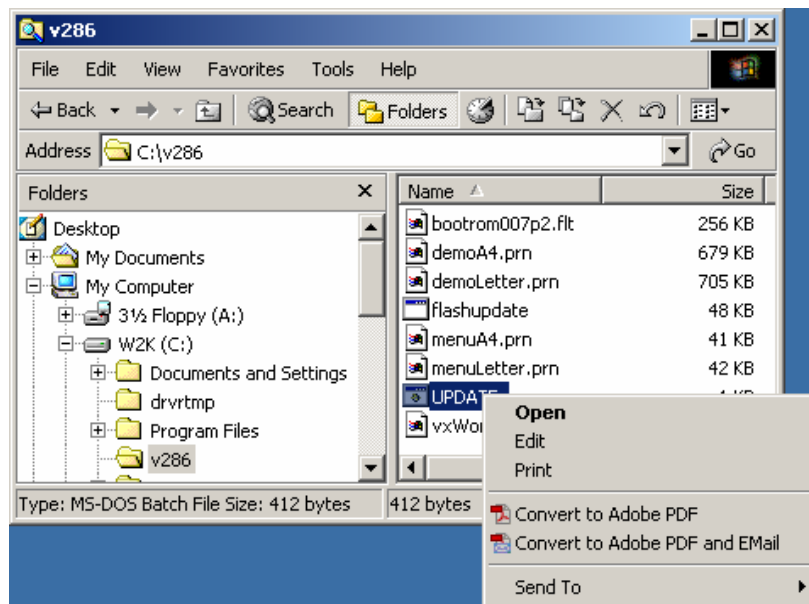 v286
File Edit View Favorites Tools Help
Back Search Folders
Address C:\v286 Go
Folders
Desktop
My Documents
My Computer
3½ Floppy (A:)
W2K (C:)
Documents and Settings
drvrtmp
Program Files
v286
Name Size
bootrom007p2.flt 256 KB
demoA4.prn 679 KB
demoLetter.prn 705 KB
flashupdate 48 KB
menuA4.prn 41 KB
menuLetter.prn 42 KB
UPDATE
vxWo
Open
Edit
Print
Convert to Adobe PDF
Convert to Adobe PDF and EMail
Send To
Type: MS-DOS Batch File Size: 412 bytes 412 bytes